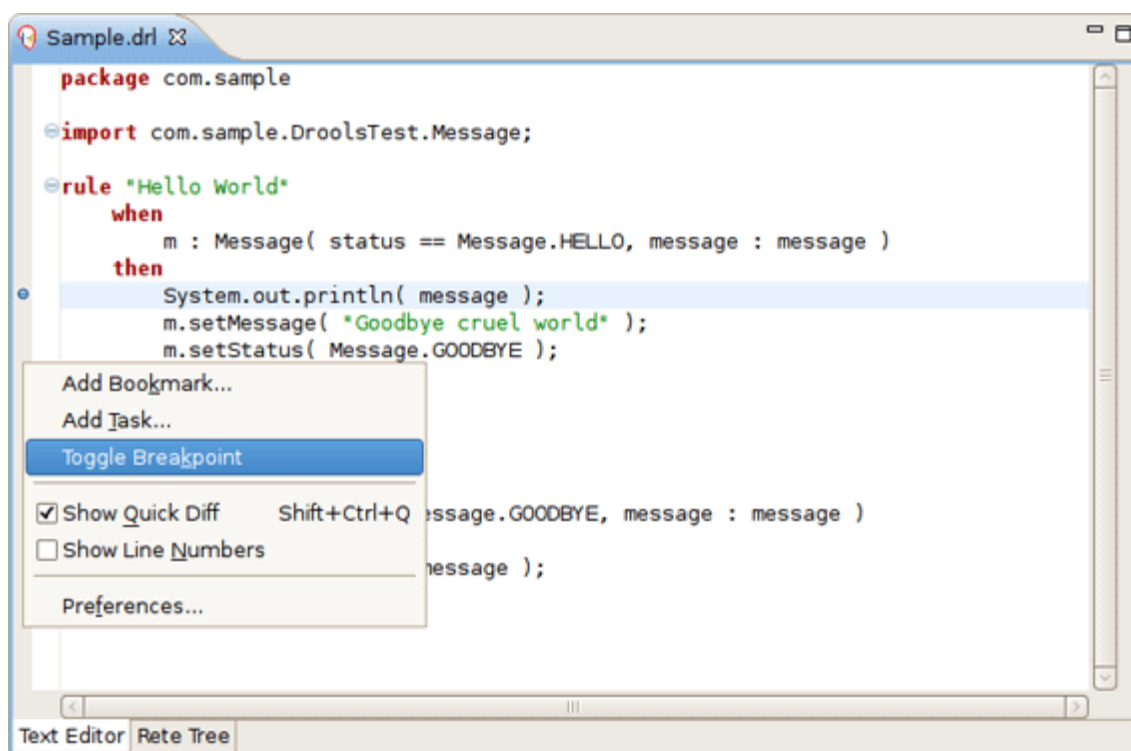 Sample.drl
package com.sample
import com.sample.DroolsTest.Message;
rule "Hello World"
when
m : Message( status == Message.HELLO, message : message )
then
System.out.println( message );
m.setMessage( "Goodbye cruel world" );
m.setStatus( Message.GOODBYE );
Add Bookmark...
Add Task...
Toggle Breakpoint
Show Quick Diff Shift+Ctrl+Q essage.GOODBYE, message : message )
Show Line Numbers
essage );
Preferences...
Text Editor Rete Tree